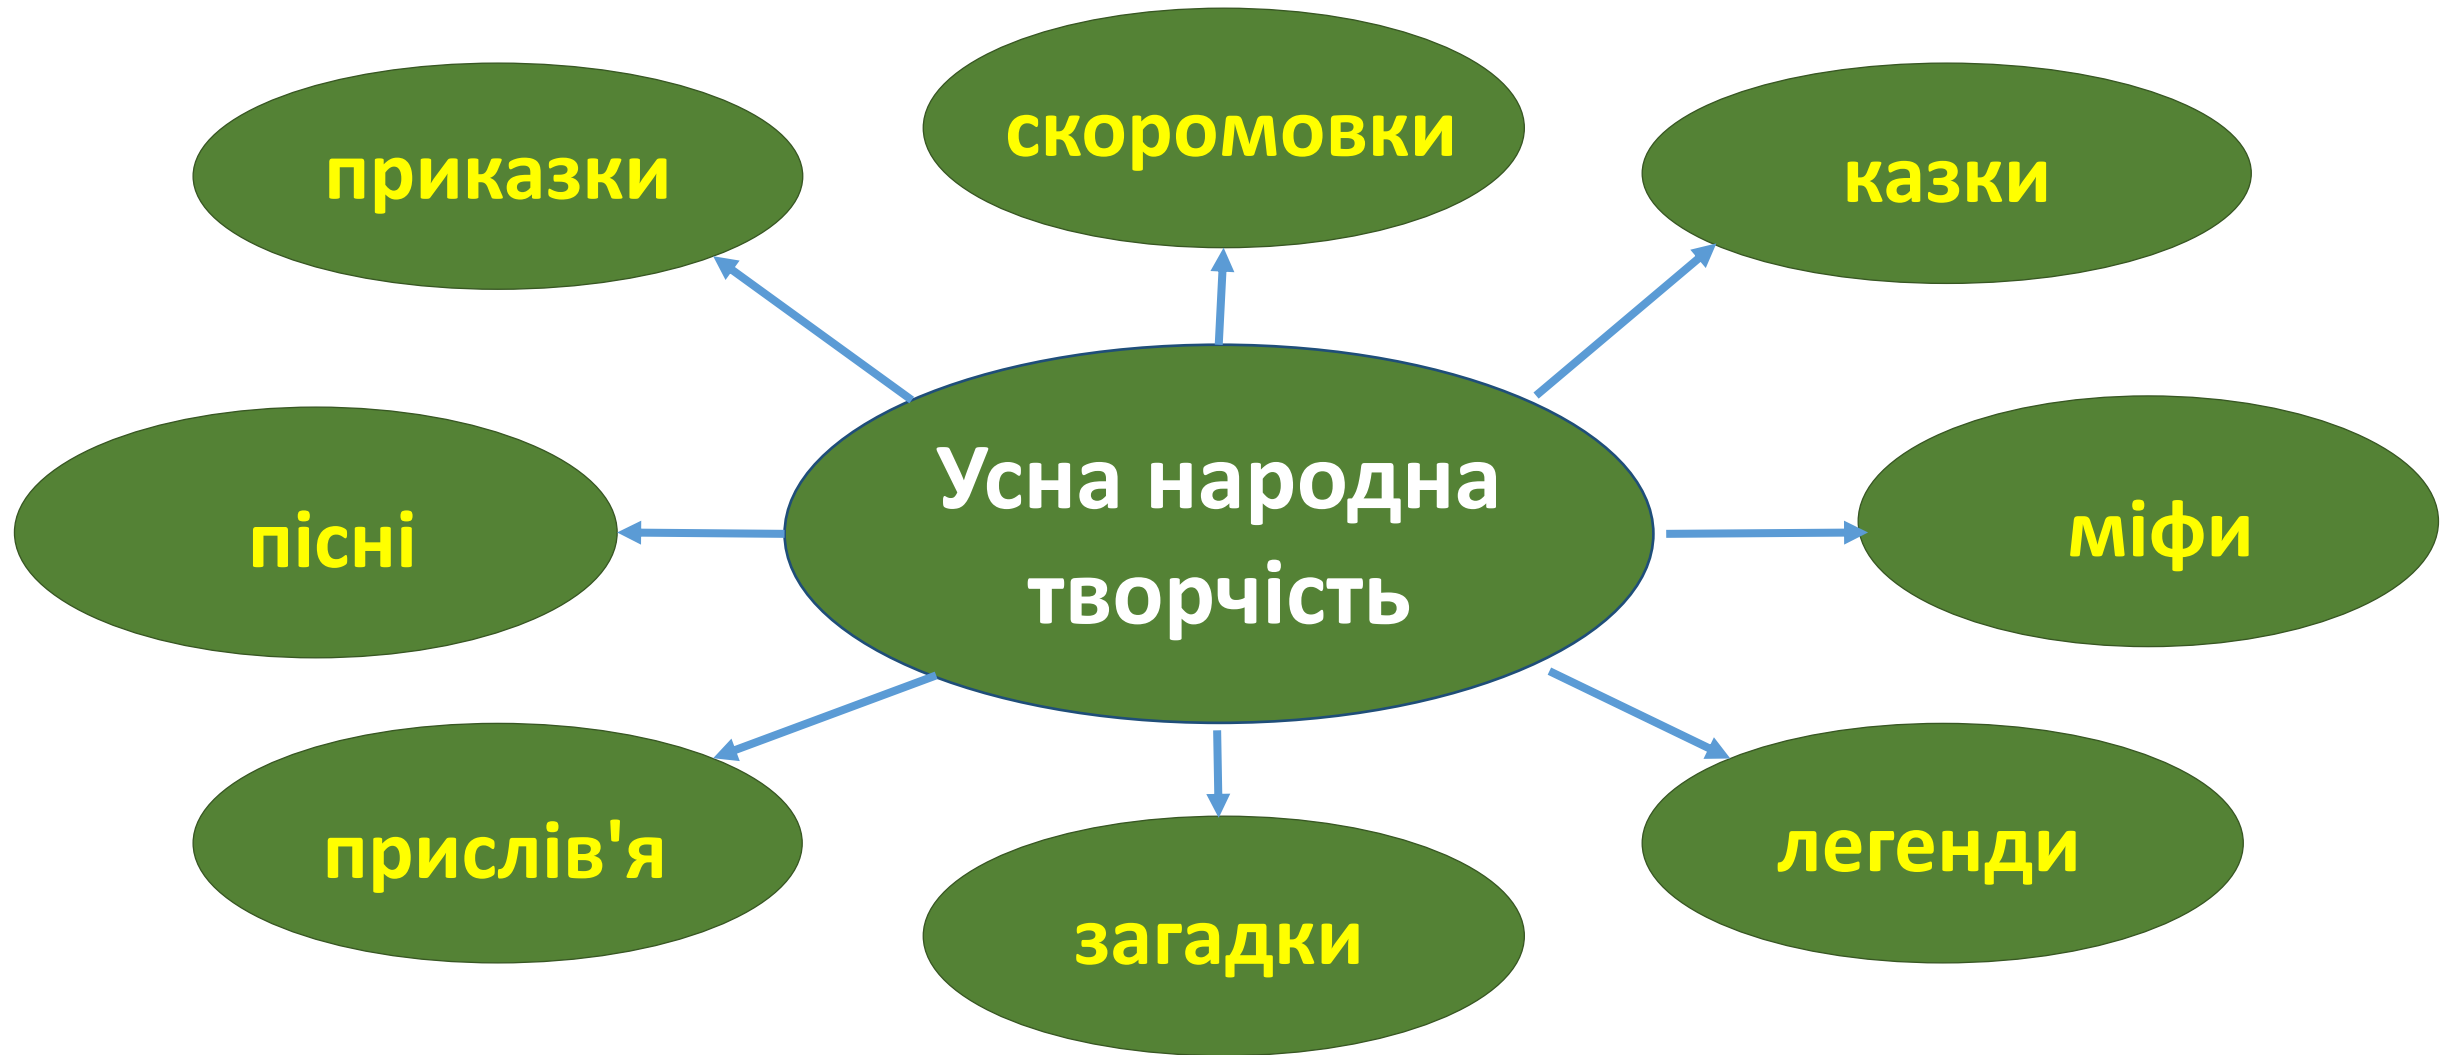 скоромовки
приказки
казки
Усна народна
творчість
пісні
міфи
прислів'я
легенди
загадки